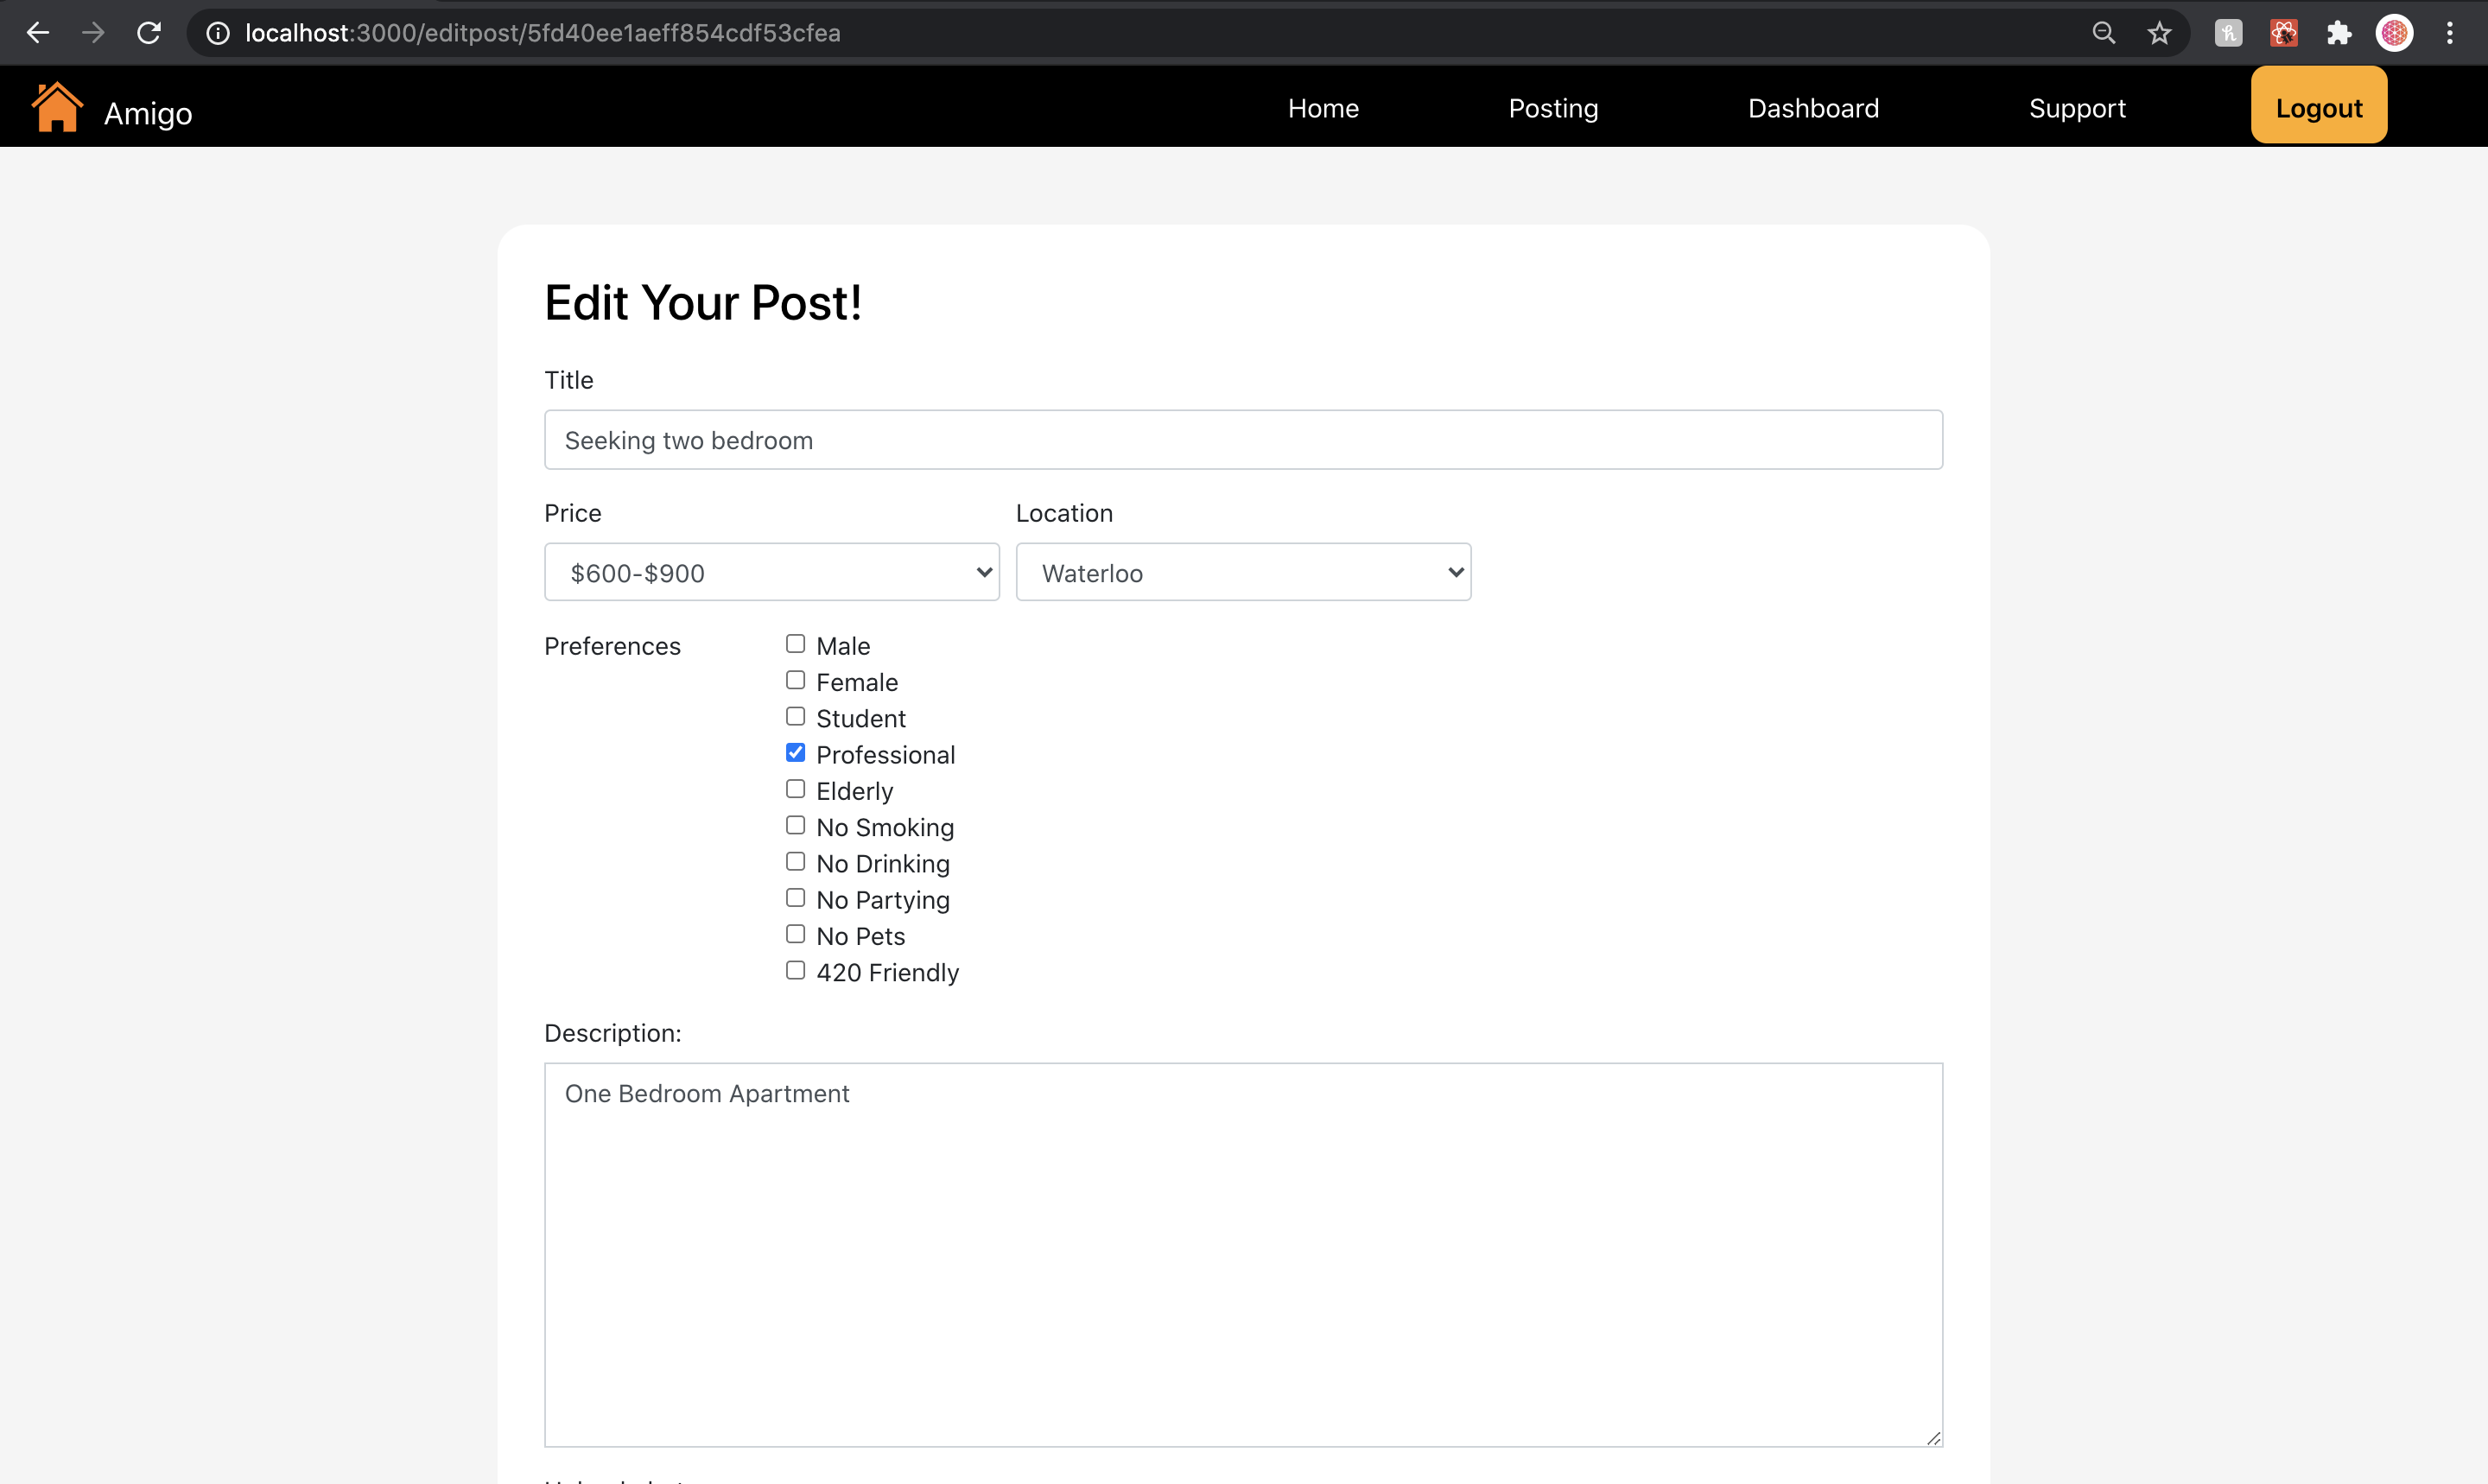 localhost:3000/editpost/5fd40ee1aeff854cdf53cfea
Amigo Home Posting Dashboard Support Logout
Edit Your Post!
Title
Seeking two bedroom
Price Location
$600-$900 Waterloo
Preferences Male
Female
Student
Professional
Elderly
No Smoking
No Drinking
No Partying
No Pets
420 Friendly
Description:
One Bedroom Apartment